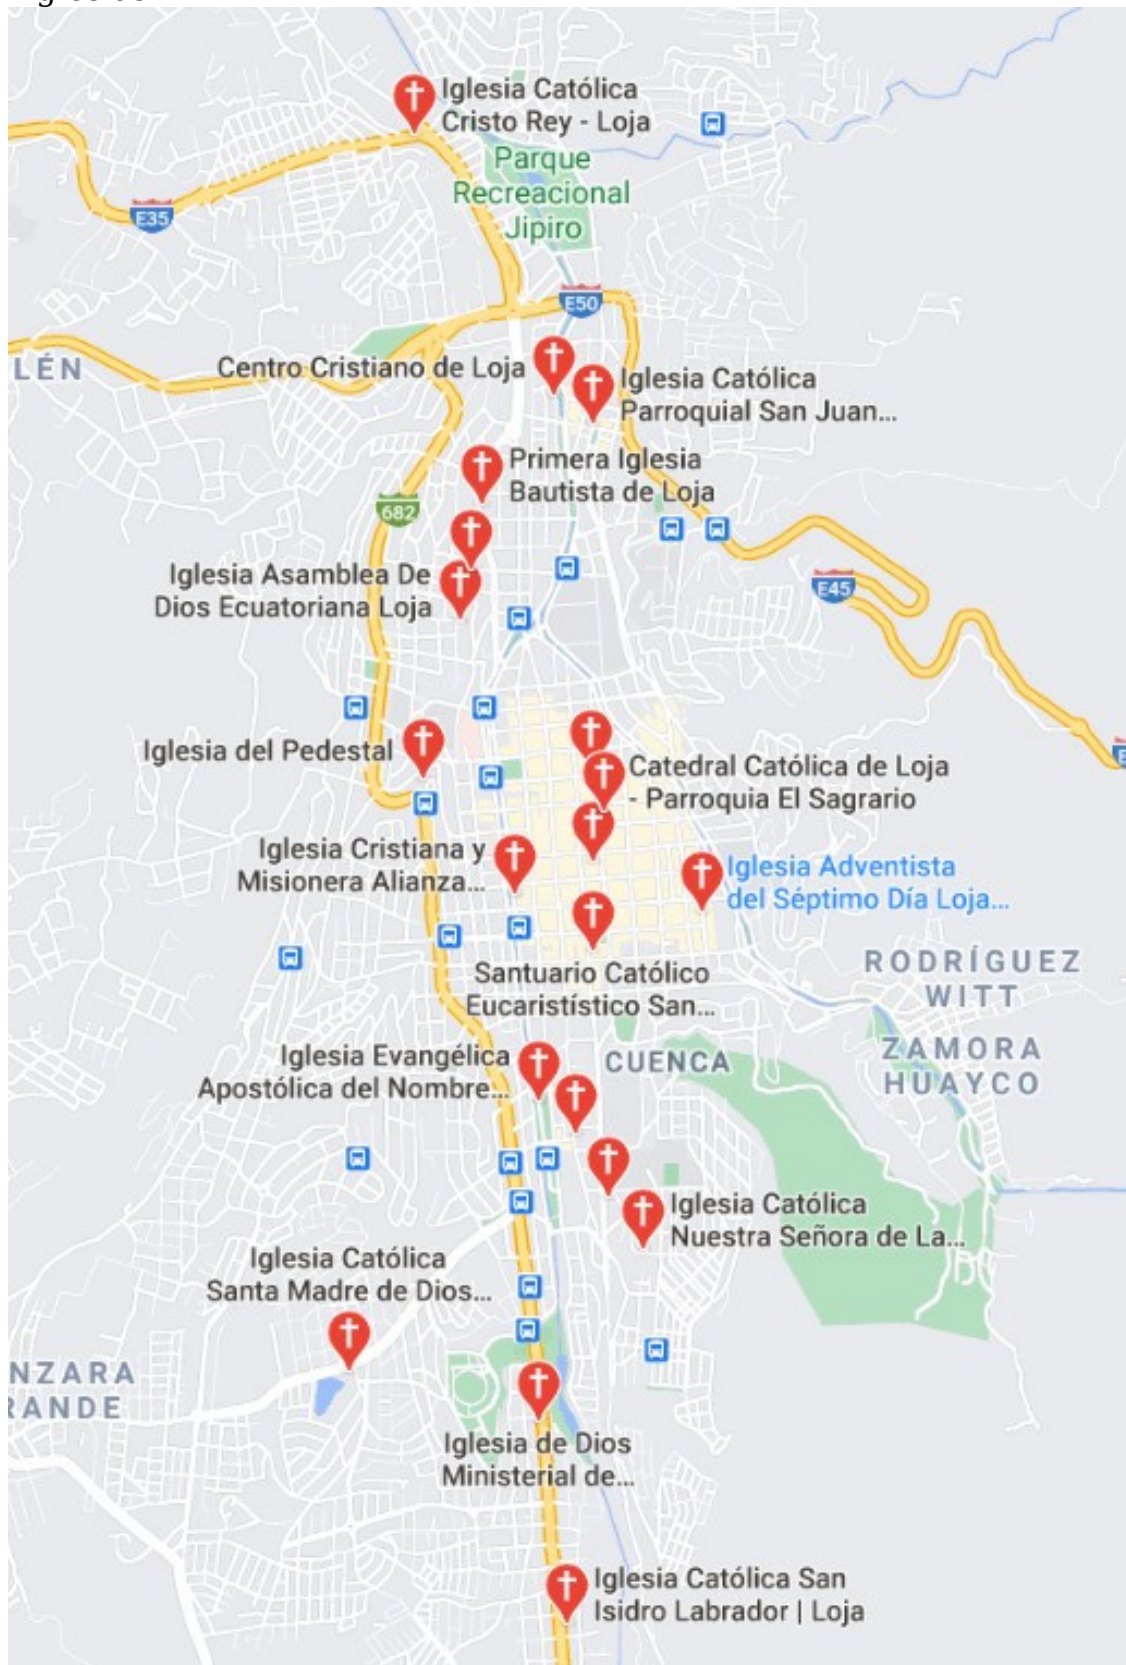 Iglesia Católica
Cristo Rey - Loja
Parque
Recreacional
Jipiro
E35
E50
LÉN
Centro Cristiano de Loja
Iglesia Católica
Parroquial San Juan...
Primera Iglesia
Bautista de Loja
682
Iglesia Asamblea De
Dios Ecuatoriana Loja
E45
Iglesia del Pedestal
Catedral Católica de Loja
- Parroquia El Sagrario
Iglesia Cristiana y
Misionera Alianza...
Iglesia Adventista
del Séptimo Día Loja...
Santuario Católico
Eucaristístico San...
RODRÍGUEZ
WITT
Iglesia Evangélica
Apostólica del Nombre...
CUENCA
ZAMORA
HUAYCO
Iglesia Católica
Nuestra Señora de La...
Iglesia Católica
Santa Madre de Dios...
NZARA
RANDE
Iglesia de Dios
Ministerial de...
Iglesia Católica San
Isidro Labrador | Loja